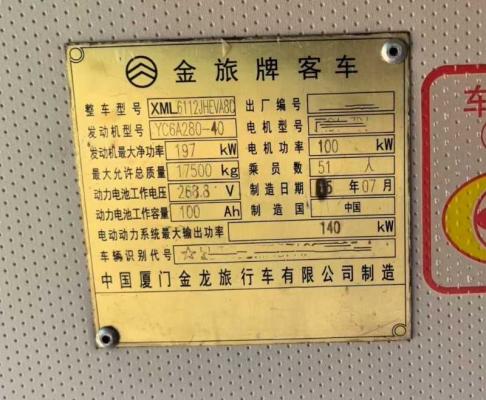 金旅牌客车
整车型号 XML6112JHEVA8C 出厂编号
发动机型号 YC6A280-40 电机型号
发动机最大净功率 197 kW 电机功率 100 kW
最大允许总质量 17500 kg 乘员数 51 人
动力电池工作电压 268.8 V 制造日期 年07月
动力电池工作容量 100 Ah 制造国 中国
电动动力系统最大输出功率 140 kW
车辆识别代号
中国厦门金龙旅行车有限公司制造
车